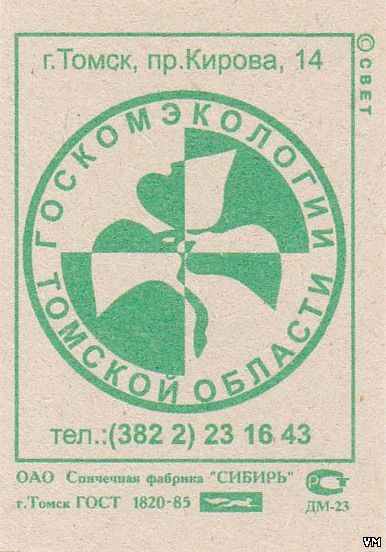 г.Томск, пр.Кирова, 14
© СВЕТ
ГОСКОМЭКОЛОГИИ
ТОМСКОЙ ОБЛАСТИ
тел.:(382 2) 23 16 43
ОАО Спичечная фабрика "СИБИРЬ"
г.Томск ГОСТ 1820-85
РСТ
ДМ-23
VM